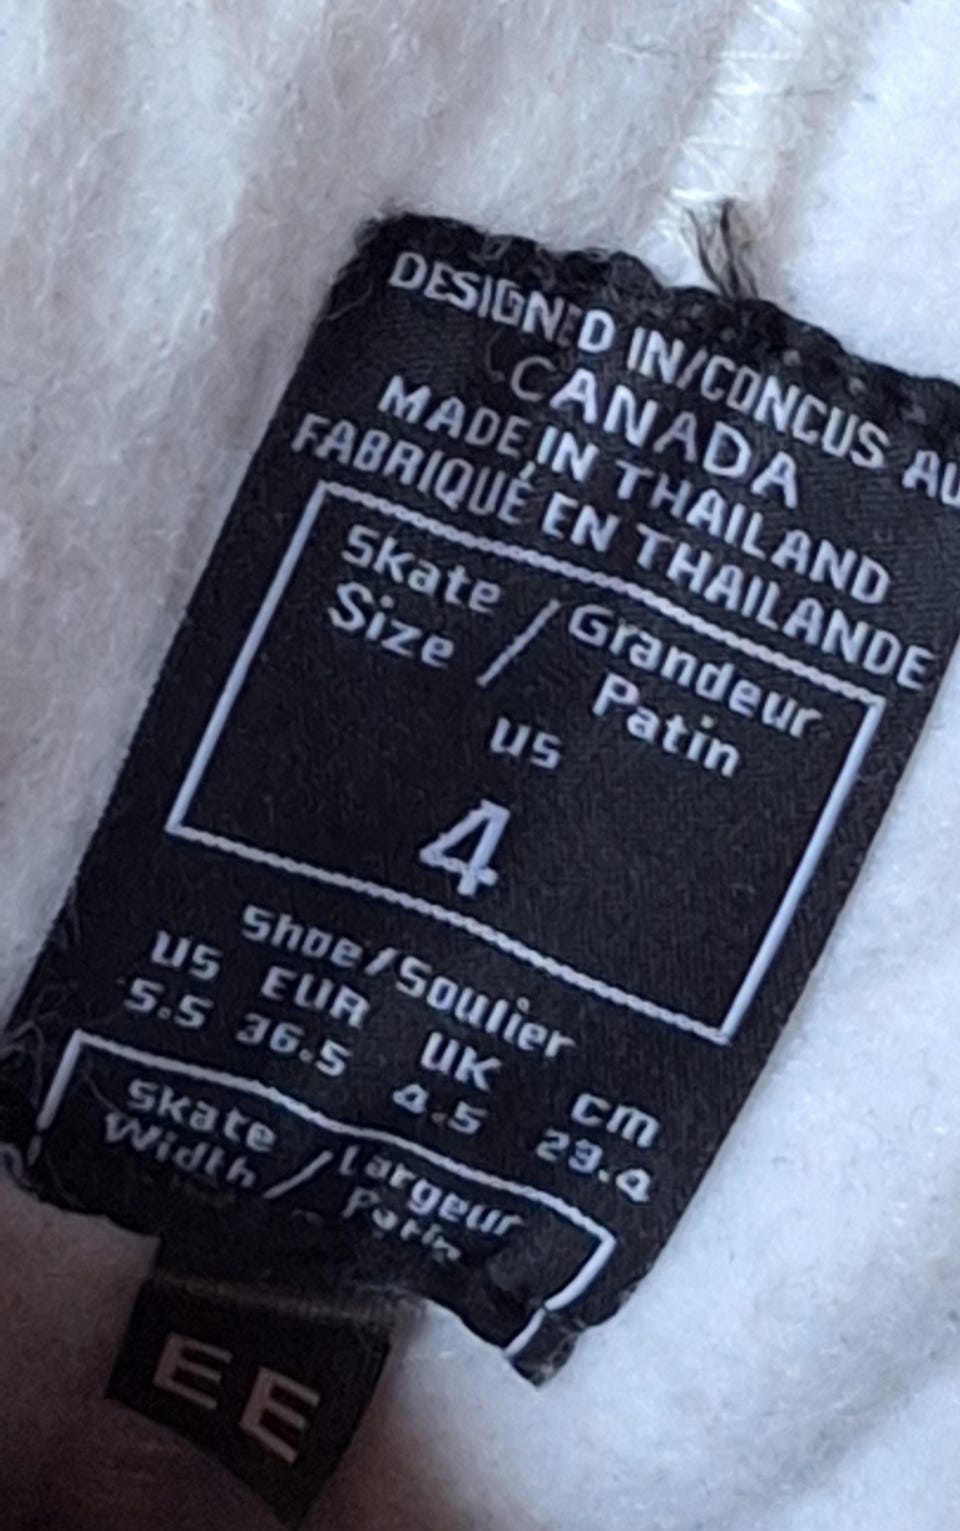 DESIGNED IN/CONCUS AU
CANADA
MADE IN THAILAND
FABRIQUÉ EN THAILANDE
Skate / Grandeur
Size Patin
US
4
Shoe/Soulier
US EUR UK cm
5.5 36.5 4.5 23.4
Skate / Largeur
Width Patin
EE